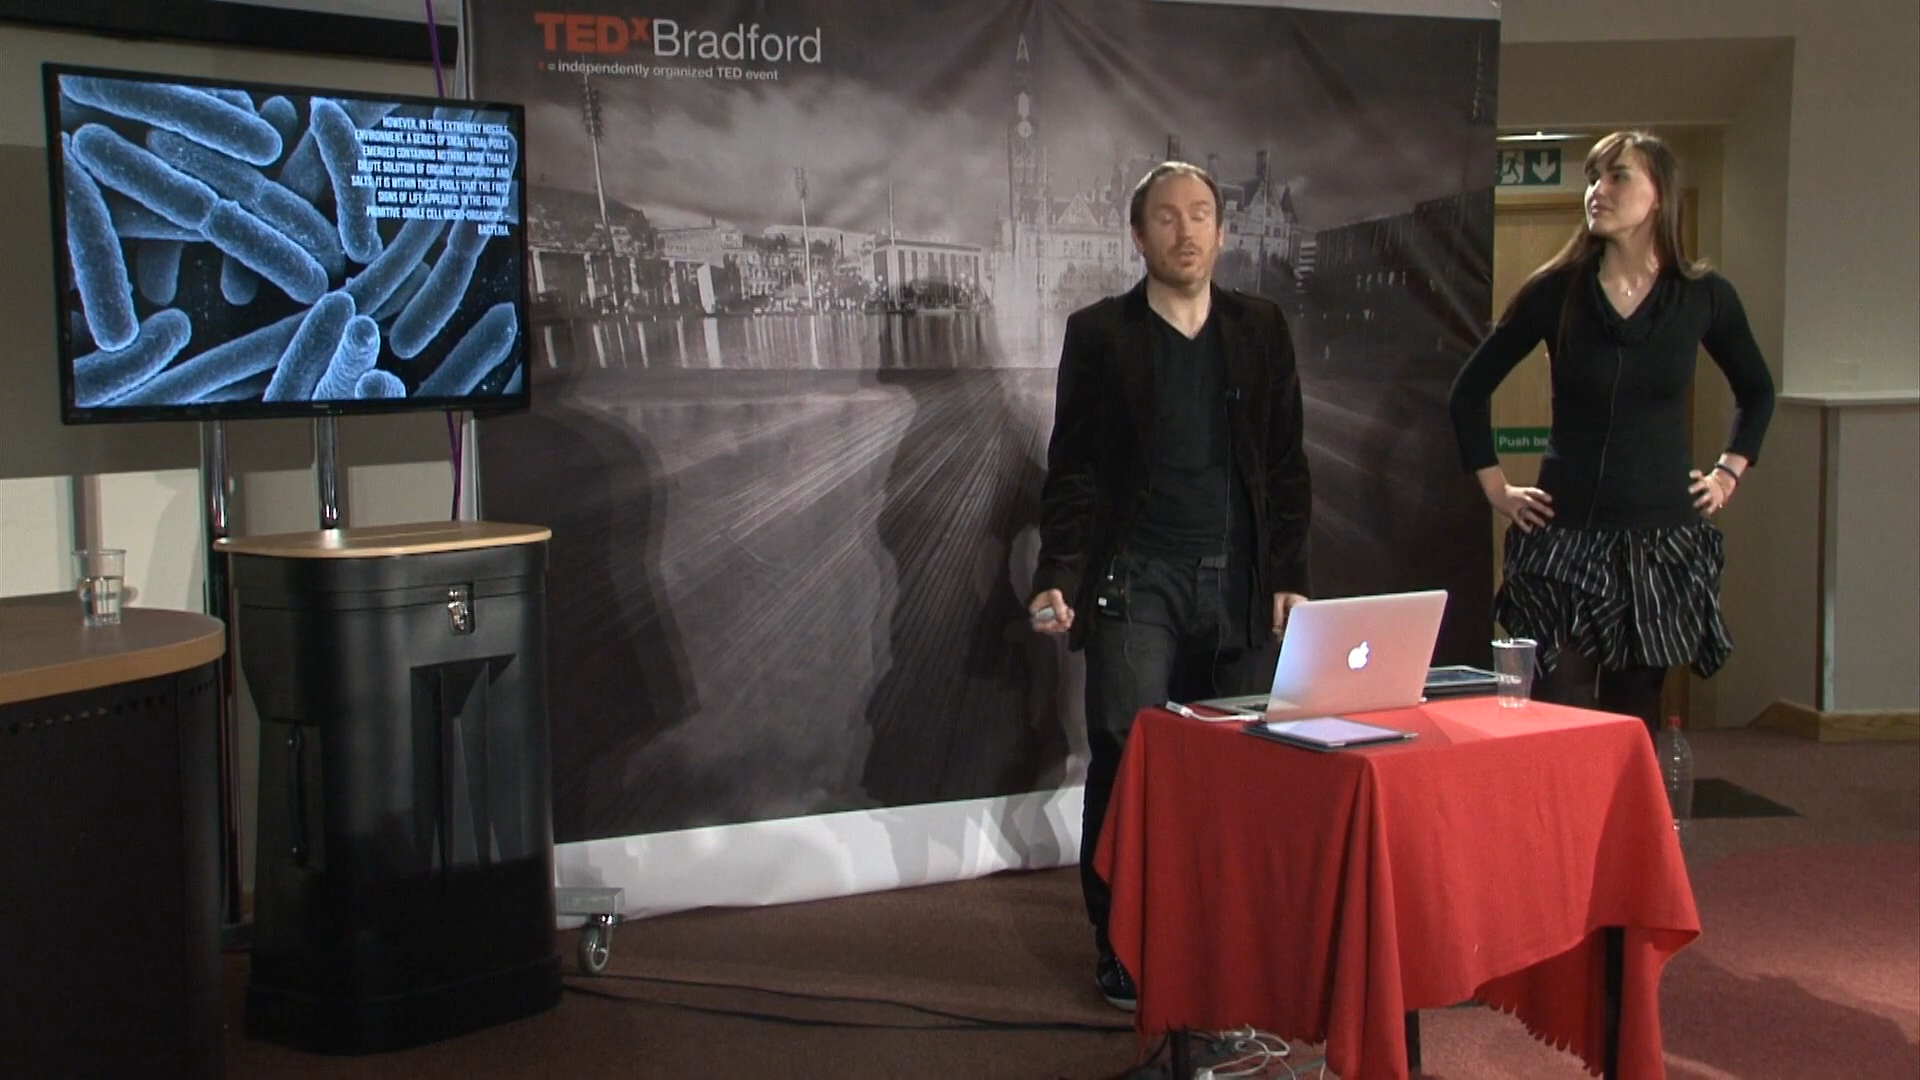 TEDxBradford
x = independently organized TED event
HOWEVER, IN THIS EXTREMELY HOSTILE
ENVIRONMENT, A SERIES OF SMALL TIDAL POOLS
EMERGED CONTAINING NOTHING MORE THAN A
DILUTE SOLUTION OF ORGANIC COMPOUNDS AND
SALTS. IT IS WITHIN THESE POOLS THAT THE FIRST
SIGNS OF LIFE APPEARED, IN THE FORM OF
PRIMITIVE SINGLE CELL MICRO-ORGANISMS -
BACTERIA.
Push ba